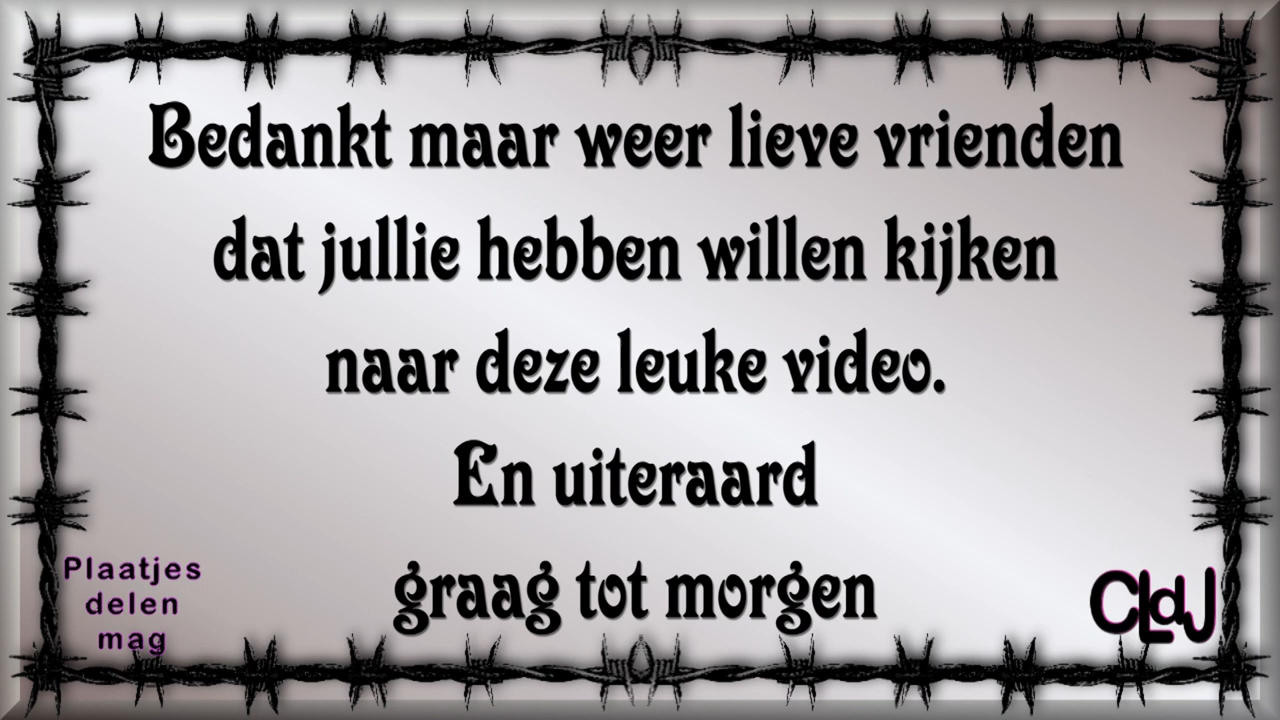 Bedankt maar weer lieve vrienden
dat jullie hebben willen kijken
naar deze leuke video.
En uiteraard
graag tot morgen
Plaatjes
delen
mag
CLdJ